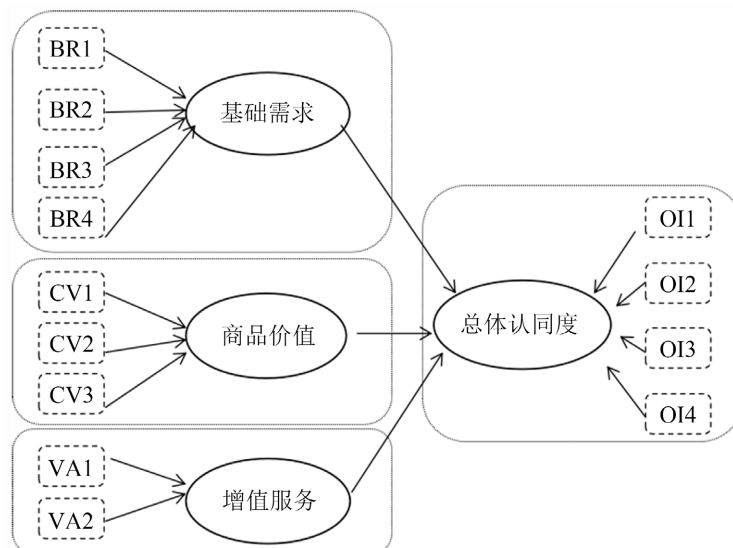 BR1
BR2
BR3
BR4
基础需求
CV1
CV2
CV3
商品价值
VA1
VA2
增值服务
总体认同度
OI1
OI2
OI3
OI4